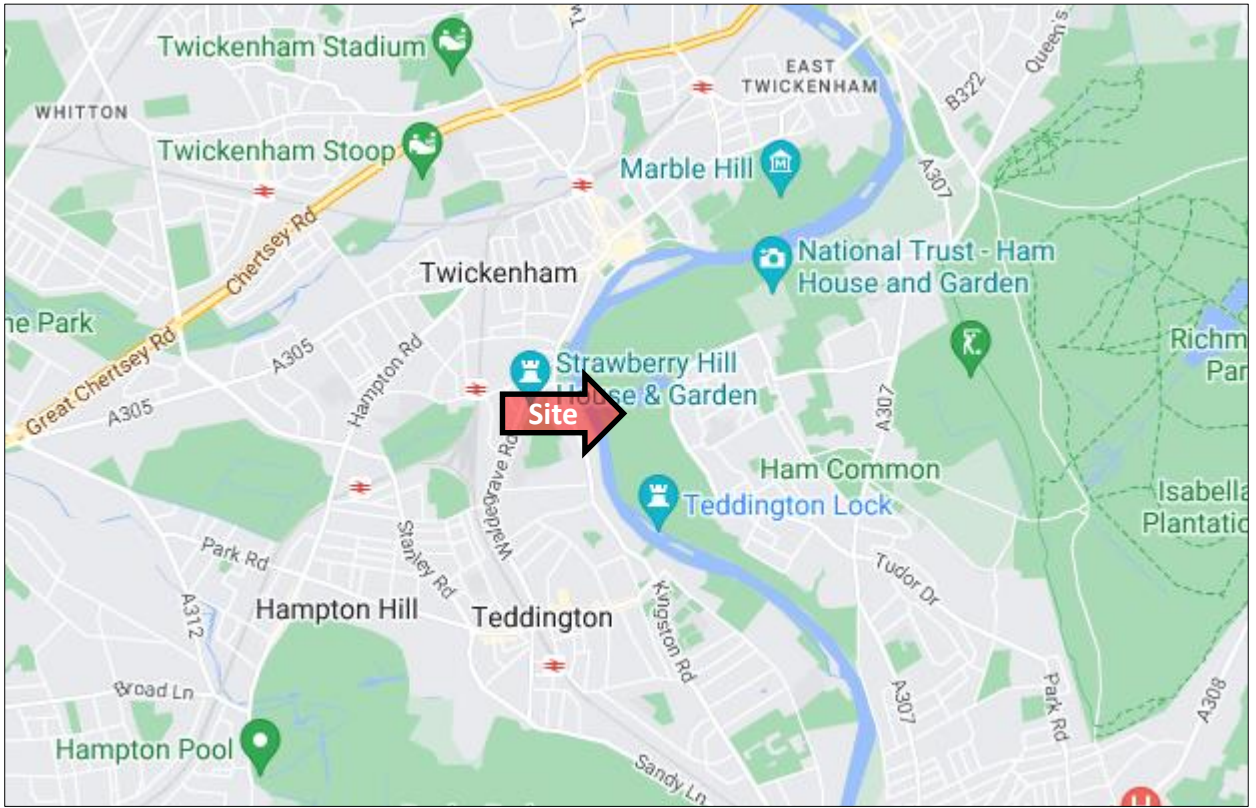 Twickenham Stadium
EAST
TWICKENHAM
Queen's
B322
WHITTON
Twickenham Stoop
Marble Hill
A307
Chertsey Rd
Twickenham
National Trust - Ham
House and Garden
he Park
Great Chertsey Rd
A305
A305
Hampton Rd
Strawberry Hill
House & Garden
Site
Richm
Par
A307
Waldegrave Rd
Ham Common
Teddington Lock
Isabella
Plantatio
Park Rd
Stanley Rd
Tudor Dr
A312
Hampton Hill
Teddington
Kingston Rd
Broad Ln
A307
Park Rd
A308
Hampton Pool
Sandy Ln
H